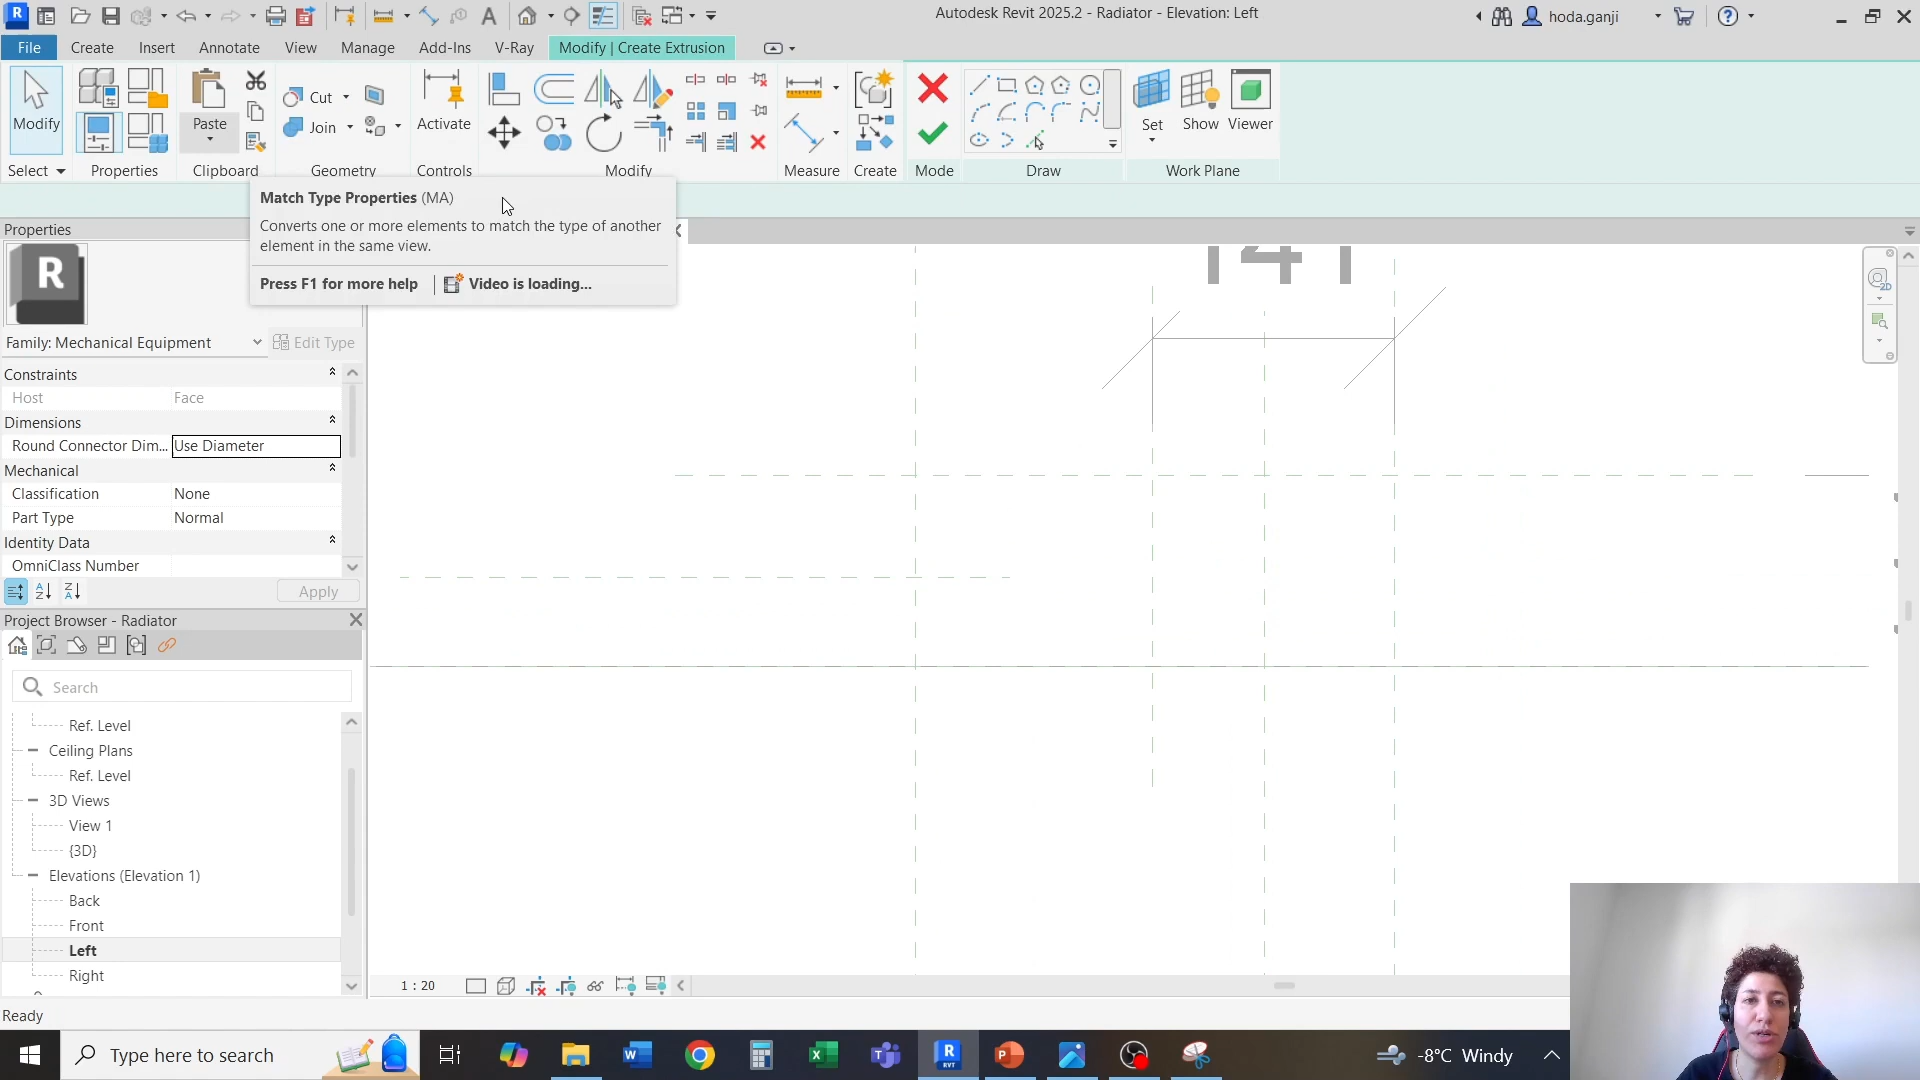 Autodesk Revit 2025.2 - Radiator - Elevation: Left
hoda.ganji
File Create Insert Annotate View Manage Add-Ins V-Ray Modify | Create Extrusion
Modify
Paste
Cut
Join
Activate
Set Show Viewer
Select Properties Clipboard Geometry Controls Modify Measure Create Mode Draw Work Plane
Match Type Properties (MA)
Converts one or more elements to match the type of another
element in the same view.
Press F1 for more help
Video is loading...
Properties
R
Family: Mechanical Equipment
Edit Type
Constraints
Host Face
Dimensions
Round Connector Dim... Use Diameter
Mechanical
Classification None
Part Type Normal
Identity Data
OmniClass Number
Apply
Project Browser - Radiator
Search
Ref. Level
Ceiling Plans
Ref. Level
3D Views
View 1
{3D}
Elevations (Elevation 1)
Back
Front
Left
Right
141
2D
1 : 20
Ready
Type here to search
-8°C Windy